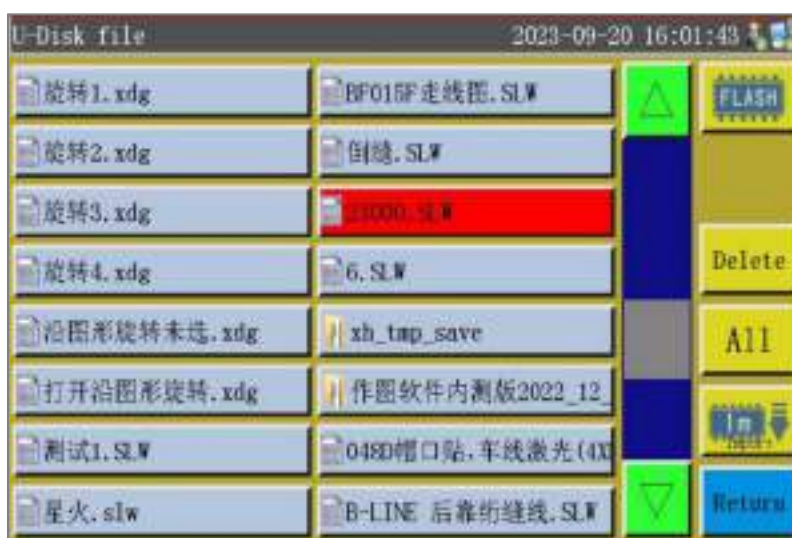 U-Disk file 2023-09-20 16:01:43
旋转1.xdg
旋转2.xdg
旋转3.xdg
旋转4.xdg
沿图形旋转未选.xdg
打开沿图形旋转.xdg
测试1.SLW
星火.slw
BF015F走线图.SLW
倒缝.SLW
6.SLW
xh_tmp_save
作图软件内测版2022_12_
048D帽口贴,车线激光(4X
B-LINE 后靠绗缝线.SLW
FLASH
Delete
All
Return